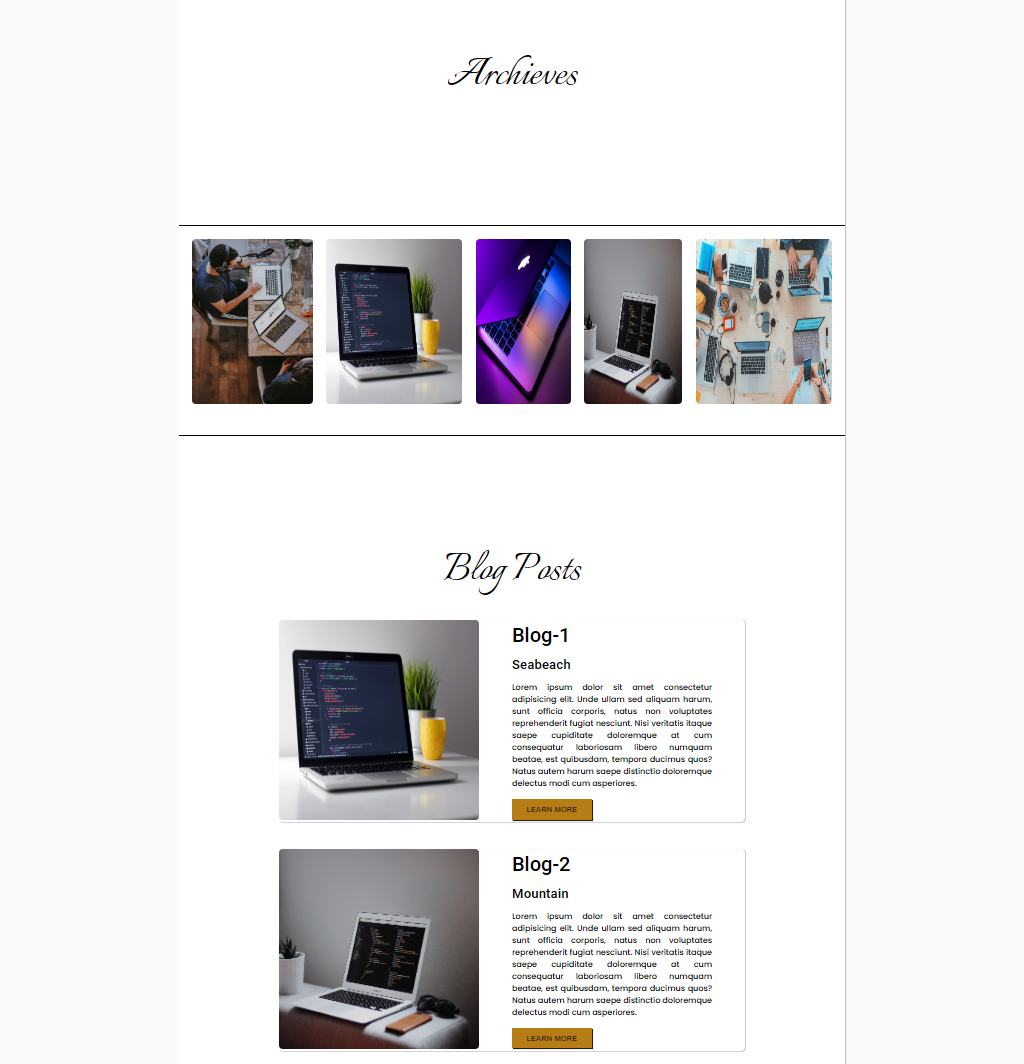 Archieves
Blog Posts
Blog-1
Seabeach
Lorem ipsum dolor sit amet consectetur
adipisicing elit. Unde ullam sed aliquam harum,
sunt officia corporis, natus non voluptates
reprehenderit fugiat nesciunt. Nisi veritatis itaque
saepe cupiditate doloremque at cum
consequatur laboriosam libero numquam
beatae, est quibusdam, tempora ducimus quos?
Natus autem harum saepe distinctio doloremque
delectus modi cum asperiores.
LEARN MORE
Blog-2
Mountain
Lorem ipsum dolor sit amet consectetur
adipisicing elit. Unde ullam sed aliquam harum,
sunt officia corporis, natus non voluptates
reprehenderit fugiat nesciunt. Nisi veritatis itaque
saepe cupiditate doloremque at cum
consequatur laboriosam libero numquam
beatae, est quibusdam, tempora ducimus quos?
Natus autem harum saepe distinctio doloremque
delectus modi cum asperiores.
LEARN MORE